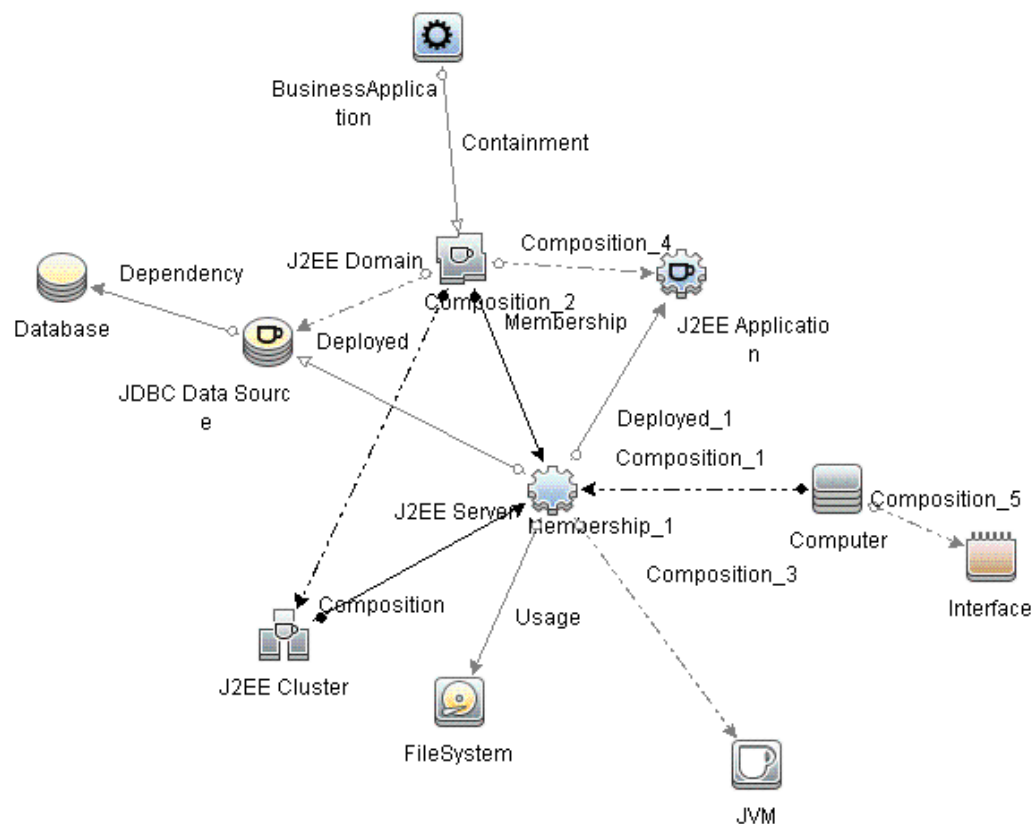 BusinessApplica
tion
Containment
Composition_4
J2EE Domain
Dependency
Composition_2
Membership
Database
Deployed
J2EE Applicatio
n
JDBC Data Sourc
e
Deployed_1
Composition_1
Composition_5
J2EE Server
Membership_1
Computer
Composition_3
Interface
Composition
Usage
J2EE Cluster
FileSystem
JVM